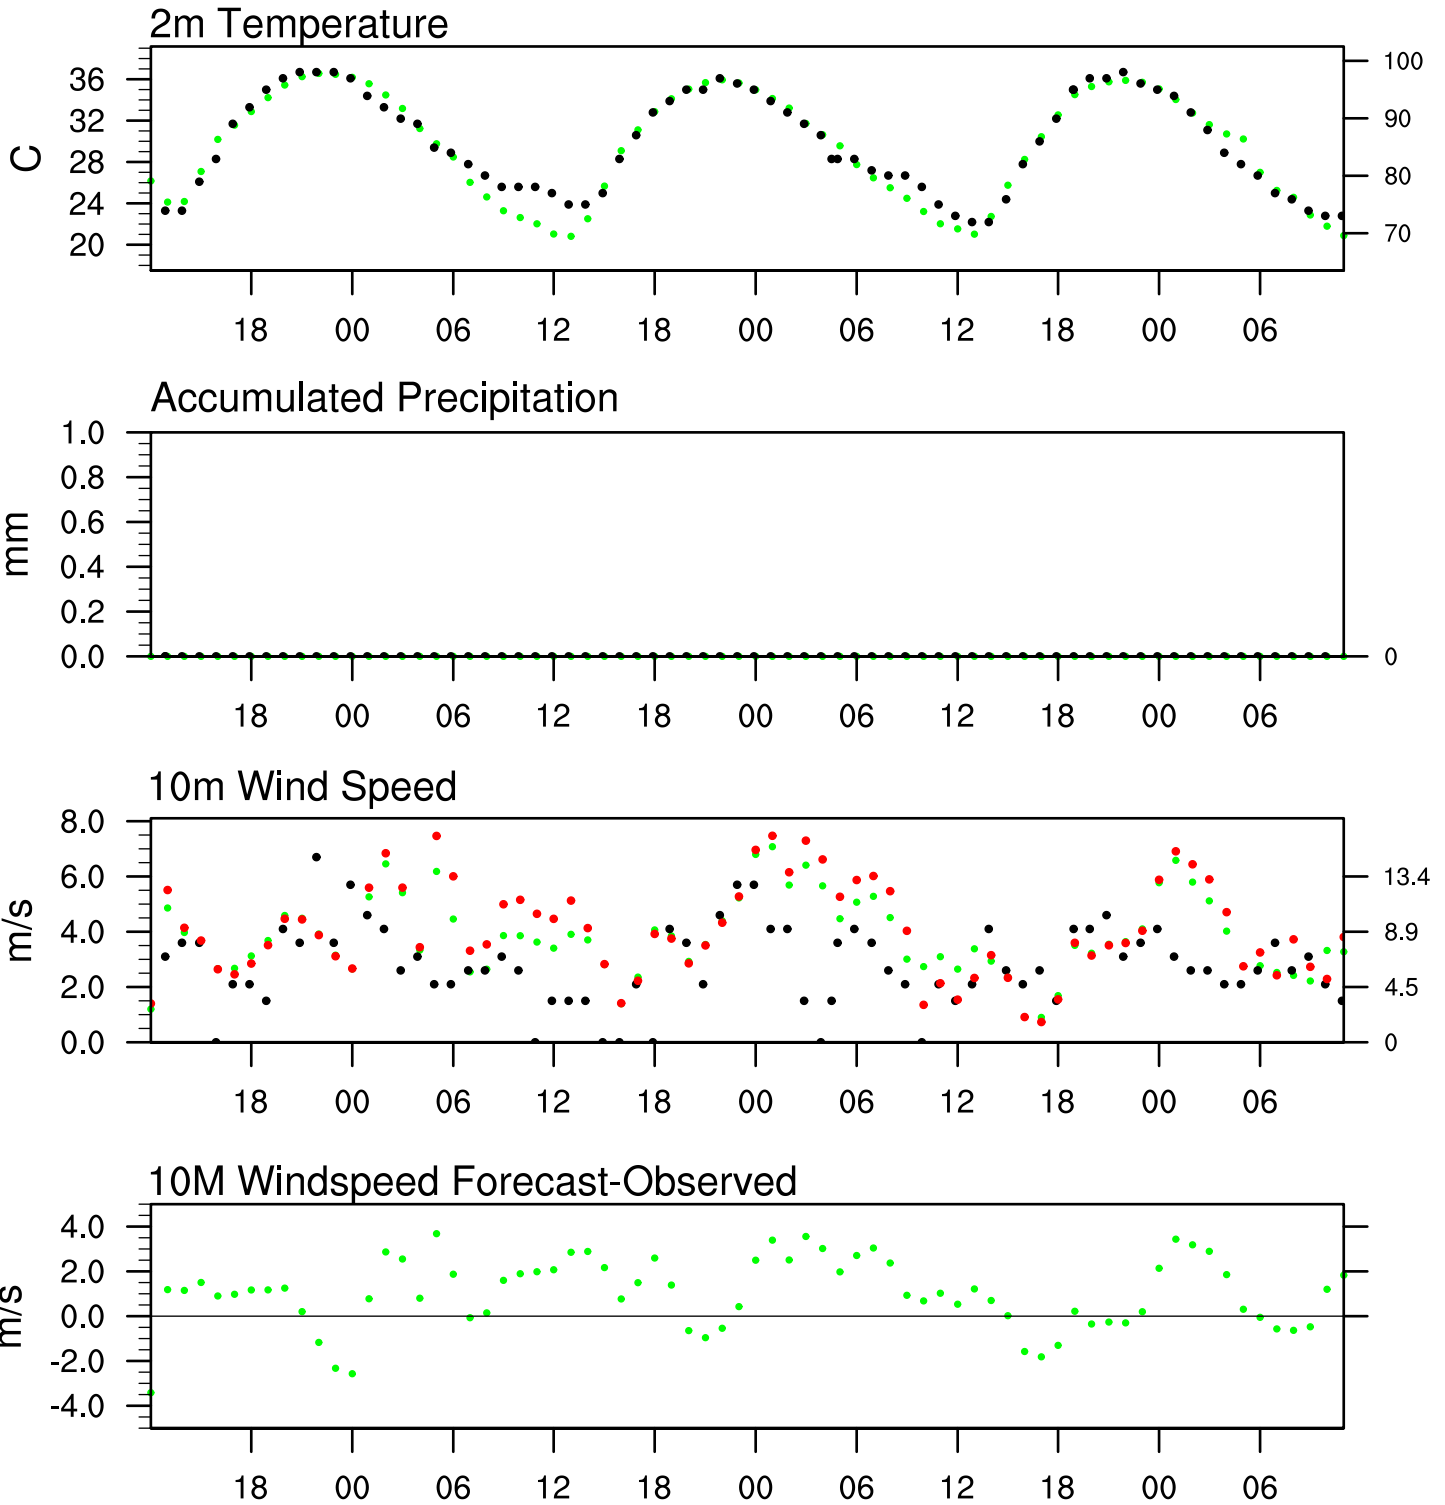 2m Temperature
C
36
32
28
24
20
100
90
80
70
18 00 06 12 18 00 06 12 18 00 06
Accumulated Precipitation
mm
1.0
0.8
0.6
0.4
0.2
0.0
0
18 00 06 12 18 00 06 12 18 00 06
10m Wind Speed
m/s
8.0
6.0
4.0
2.0
0.0
13.4
8.9
4.5
0
18 00 06 12 18 00 06 12 18 00 06
10M Windspeed Forecast-Observed
m/s
4.0
2.0
0.0
-2.0
-4.0
18 00 06 12 18 00 06 12 18 00 06